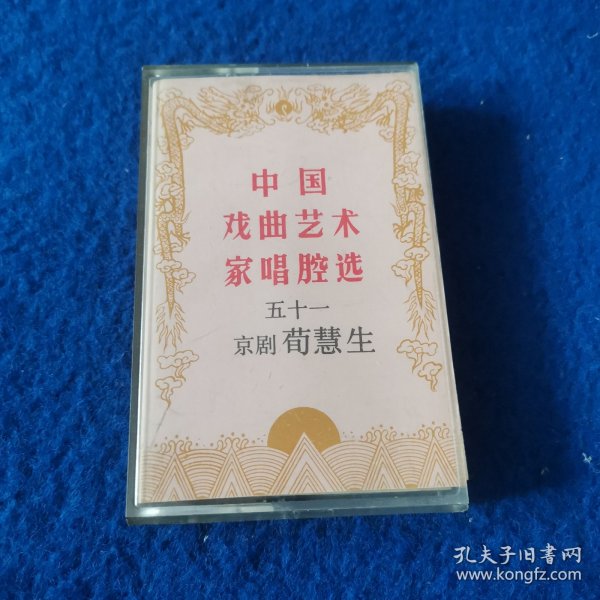 中国
戏曲艺术
家唱腔选
五十一
京剧 荀慧生
孔夫子旧书网
www.kongfz.com